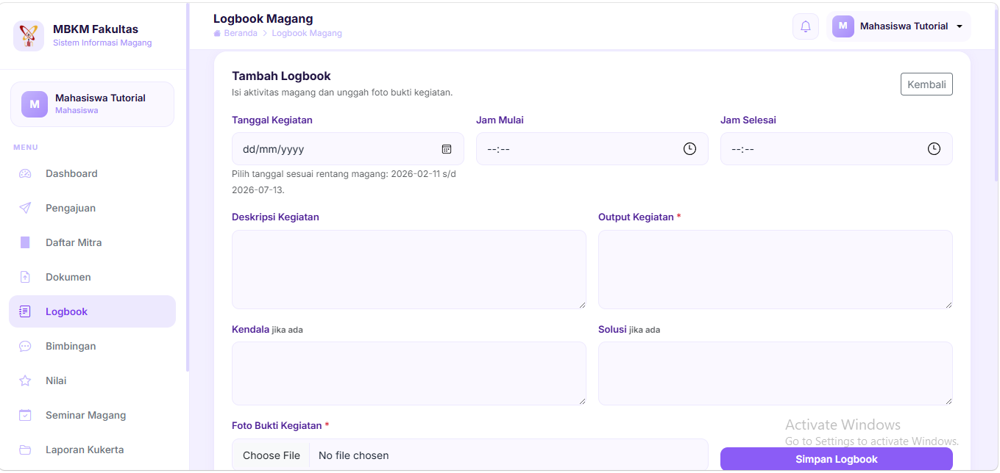 MBKM Fakultas
Sistem Informasi Magang
Mahasiswa Tutorial
Mahasiswa
MENU
Dashboard
Pengajuan
Daftar Mitra
Dokumen
Logbook
Bimbingan
Nilai
Seminar Magang
Laporan Kukerta
Logbook Magang
Beranda > Logbook Magang
M Mahasiswa Tutorial
Tambah Logbook
Isi aktivitas magang dan unggah foto bukti kegiatan.
Kembali
Tanggal Kegiatan Jam Mulai Jam Selesai
dd/mm/yyyy --:-- --:--
Pilih tanggal sesuai rentang magang: 2026-02-11 s/d
2026-07-13.
Deskripsi Kegiatan Output Kegiatan *
Kendala jika ada Solusi jika ada
Foto Bukti Kegiatan *
Choose File No file chosen
Activate Windows
Go to Settings to activate Windows.
Simpan Logbook